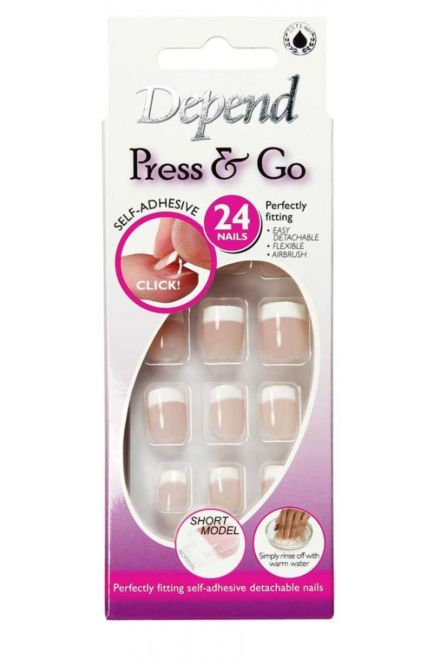 Depend
Press & Go
SELF-ADHESIVE
CLICK!
24
NAILS
Perfectly
fitting
• EASY
DETACHABLE
• FLEXIBLE
• AIRBRUSH
SHORT
MODEL
NORMAL
Simply rinse off with
warm water
Perfectly fitting self-adhesive detachable nails